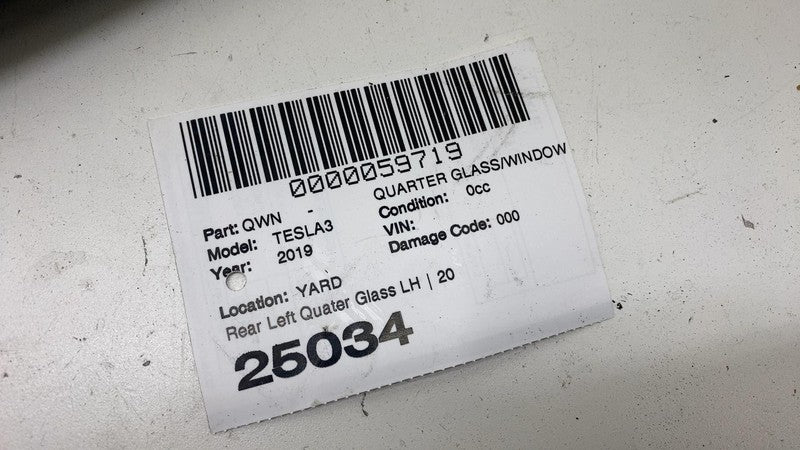 0000059719
Part: QWN - QUARTER GLASS/WINDOW
Model: TESLA3 Condition: 0cc
Year: 2019 VIN:
Damage Code: 000
Location: YARD
Rear Left Quater Glass LH | 20
25034